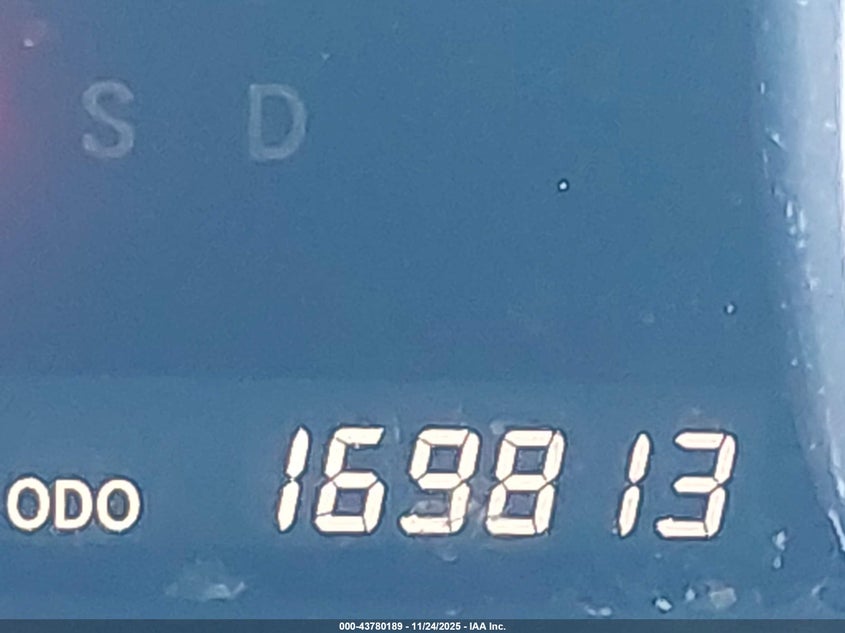 S D
ODO 169813
000-43780189 - 11/24/2025 - IAA Inc.